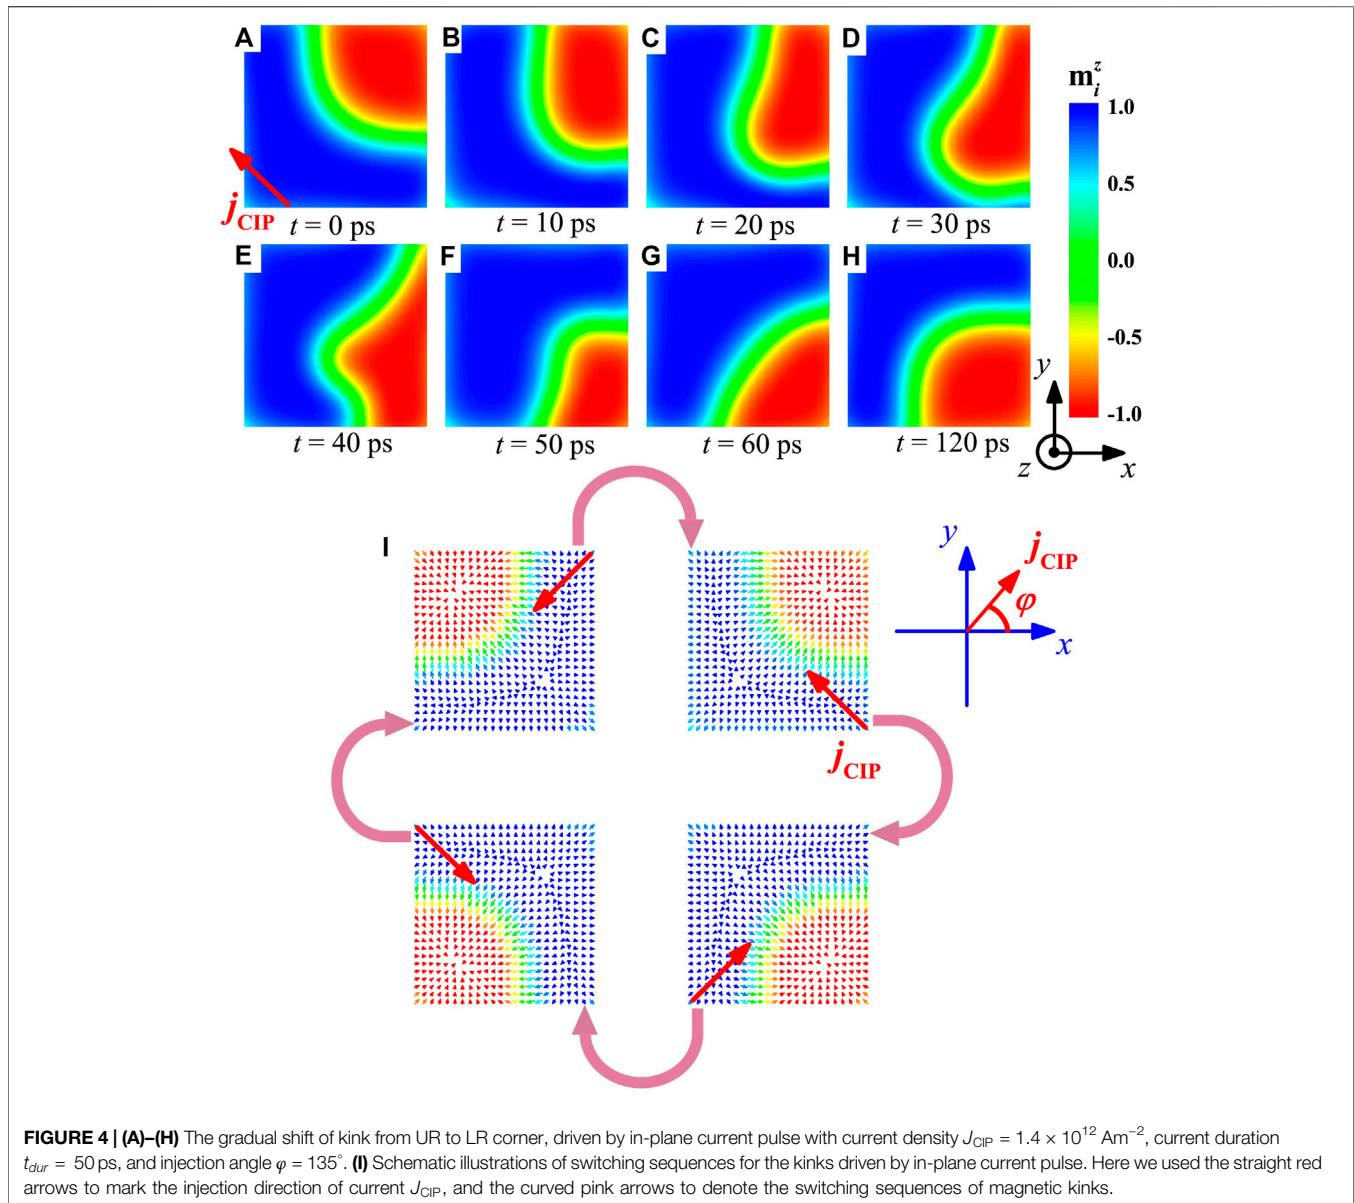 A B C D
m_i^z
1.0
0.5
0.0
-0.5
-1.0
j_CIP
t = 0 ps t = 10 ps t = 20 ps t = 30 ps
E F G H
t = 40 ps t = 50 ps t = 60 ps t = 120 ps
y
z x
I
y j_CIP
φ
x
j_CIP
FIGURE 4 | (A)–(H) The gradual shift of kink from UR to LR corner, driven by in-plane current pulse with current density J_CIP = 1.4 × 10^12 Am^−2, current duration
t_dur = 50 ps, and injection angle φ = 135°. (I) Schematic illustrations of switching sequences for the kinks driven by in-plane current pulse. Here we used the straight red
arrows to mark the injection direction of current J_CIP, and the curved pink arrows to denote the switching sequences of magnetic kinks.